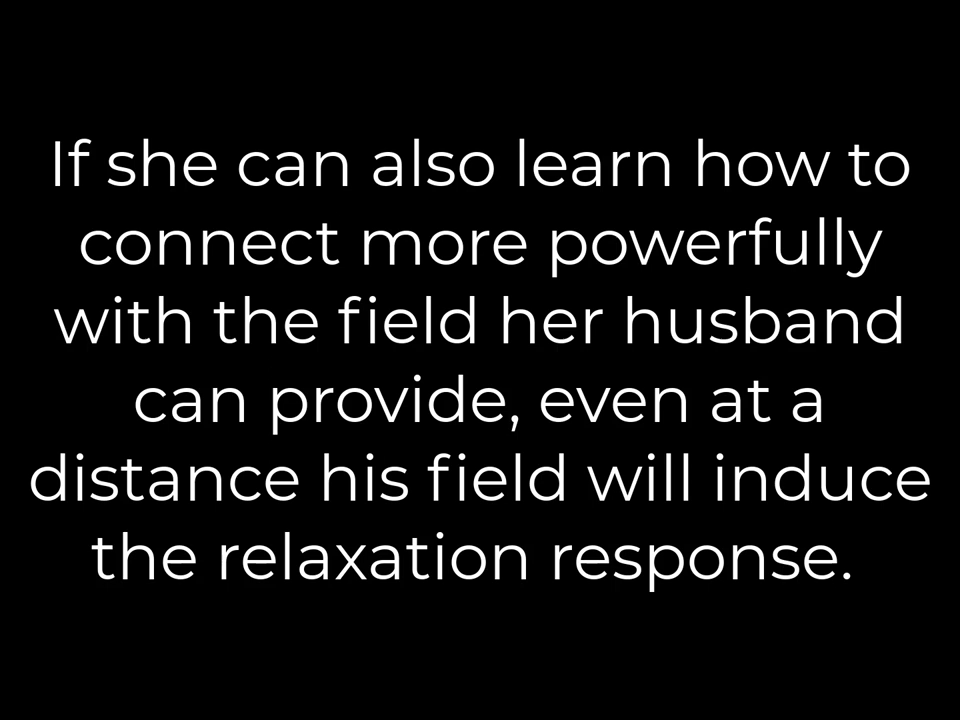 If she can also learn how to
connect more powerfully
with the field her husband
can provide, even at a
distance his field will induce
the relaxation response.